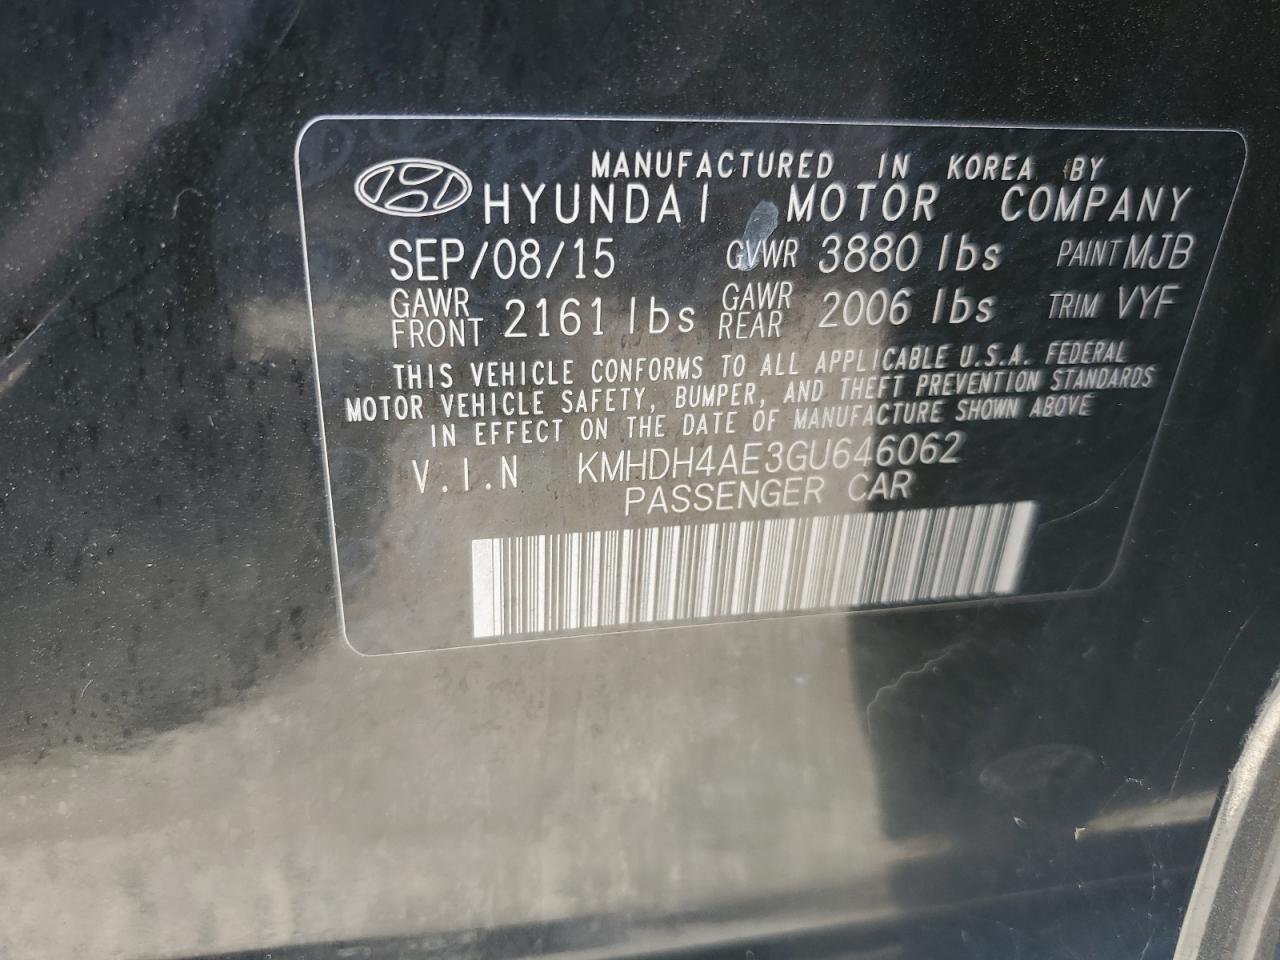 MANUFACTURED IN KOREA BY
HYUNDAI MOTOR COMPANY
SEP/08/15 GVWR 3880 lbs PAINT MJB
GAWR FRONT 2161 lbs GAWR REAR 2006 lbs TRIM VYF
THIS VEHICLE CONFORMS TO ALL APPLICABLE U.S.A. FEDERAL
MOTOR VEHICLE SAFETY, BUMPER, AND THEFT PREVENTION STANDARDS
IN EFFECT ON THE DATE OF MANUFACTURE SHOWN ABOVE
V.I.N KMHDH4AE3GU646062
PASSENGER CAR